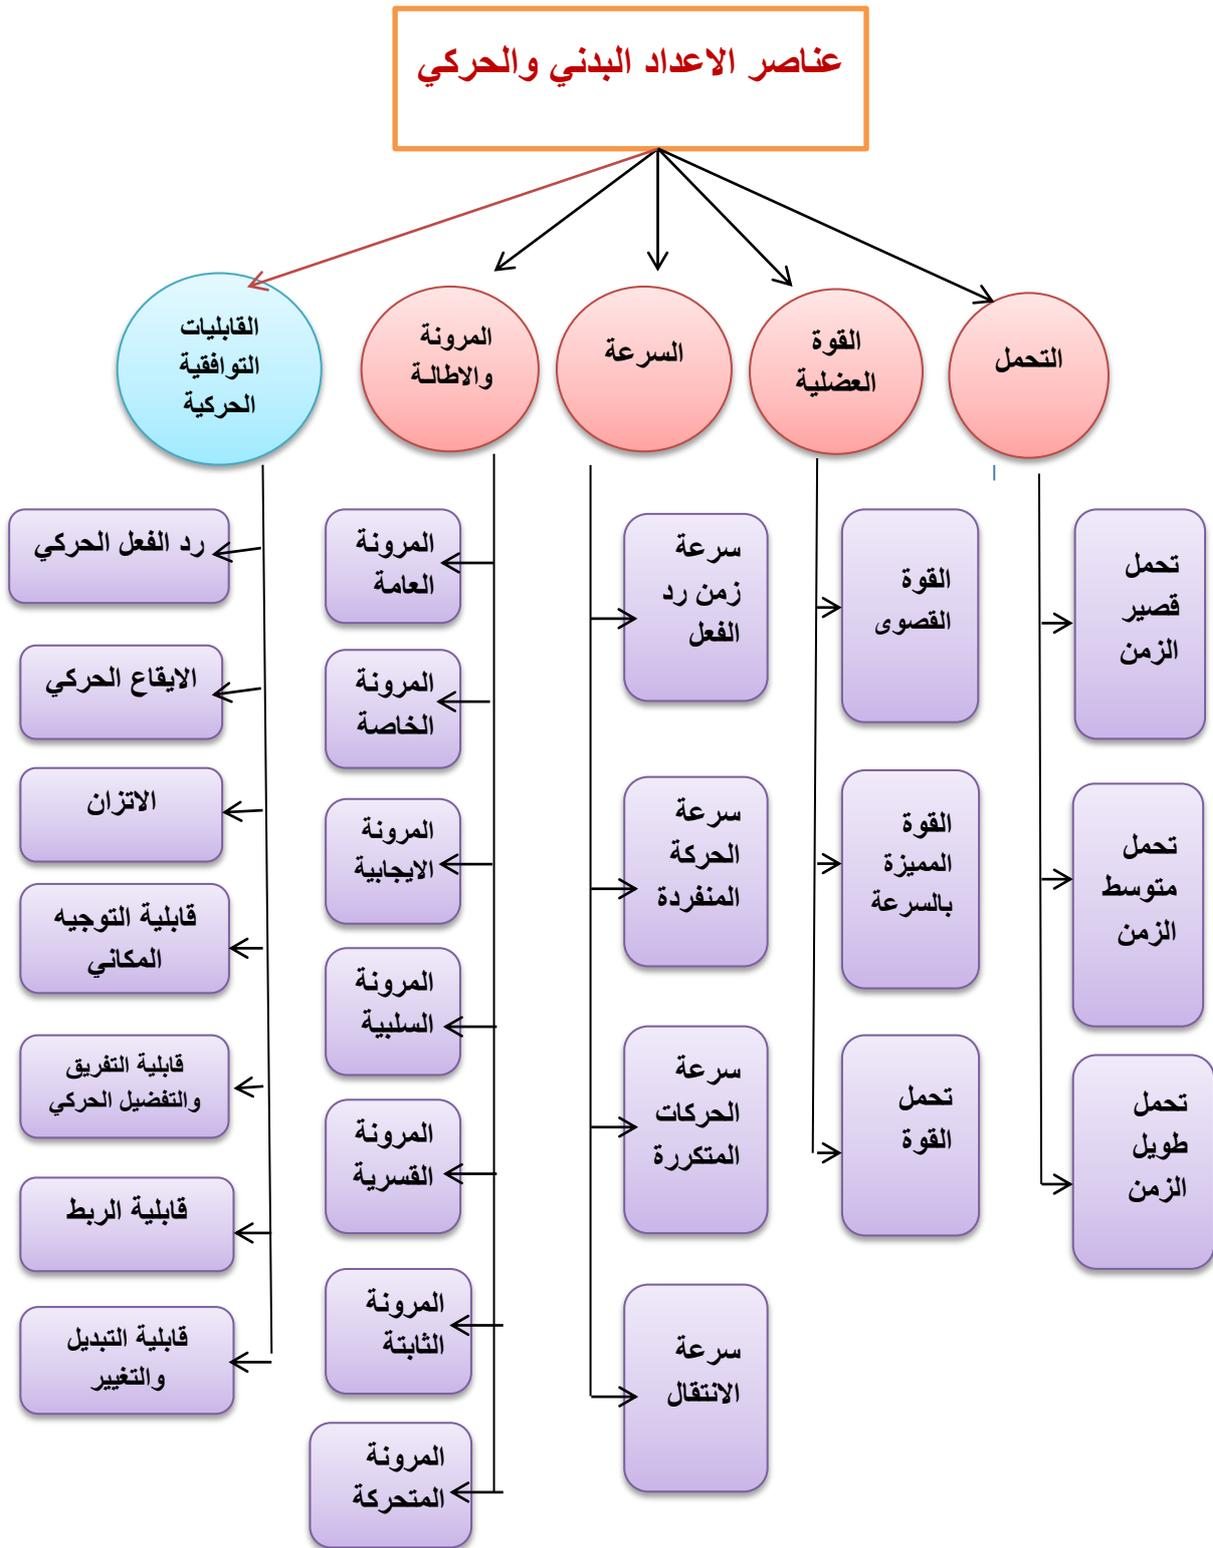 عناصر الاعداد البدني والحركي
التحمل
القوة
العضلية
السرعة
المرونة
والاطالة
القابليات
التوافقية
الحركية
تحمل
قصير
الزمن
تحمل
متوسط
الزمن
تحمل
طويل
الزمن
القوة
القصوى
القوة
المميزة
بالسرعة
تحمل
القوة
سرعة
زمن رد
الفعل
سرعة
الحركة
المنفردة
سرعة
الحركات
المتكررة
سرعة
الانتقال
المرونة
العامة
المرونة
الخاصة
المرونة
الايجابية
المرونة
السلبية
المرونة
القسرية
المرونة
الثابتة
المرونة
المتحركة
رد الفعل الحركي
الايقاع الحركي
الاتزان
قابلية التوجيه
المكاني
قابلية التفريق
والتفضيل الحركي
قابلية الربط
قابلية التبديل
والتغيير